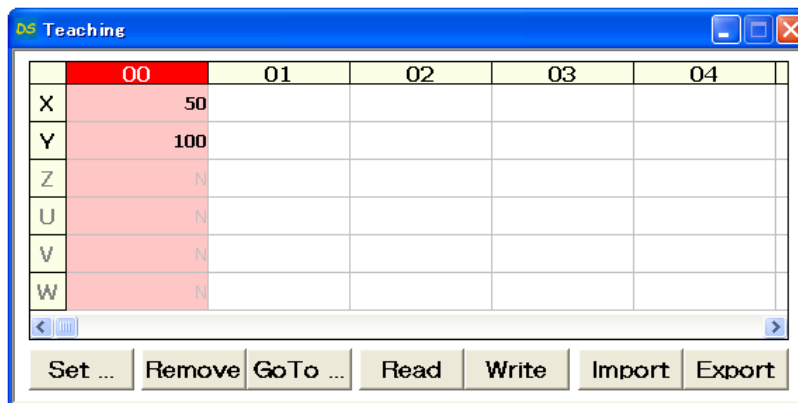 DS Teaching
00 01 02 03 04
X 50
Y 100
Z N
U N
V N
W N
Set ... Remove GoTo ... Read Write Import Export